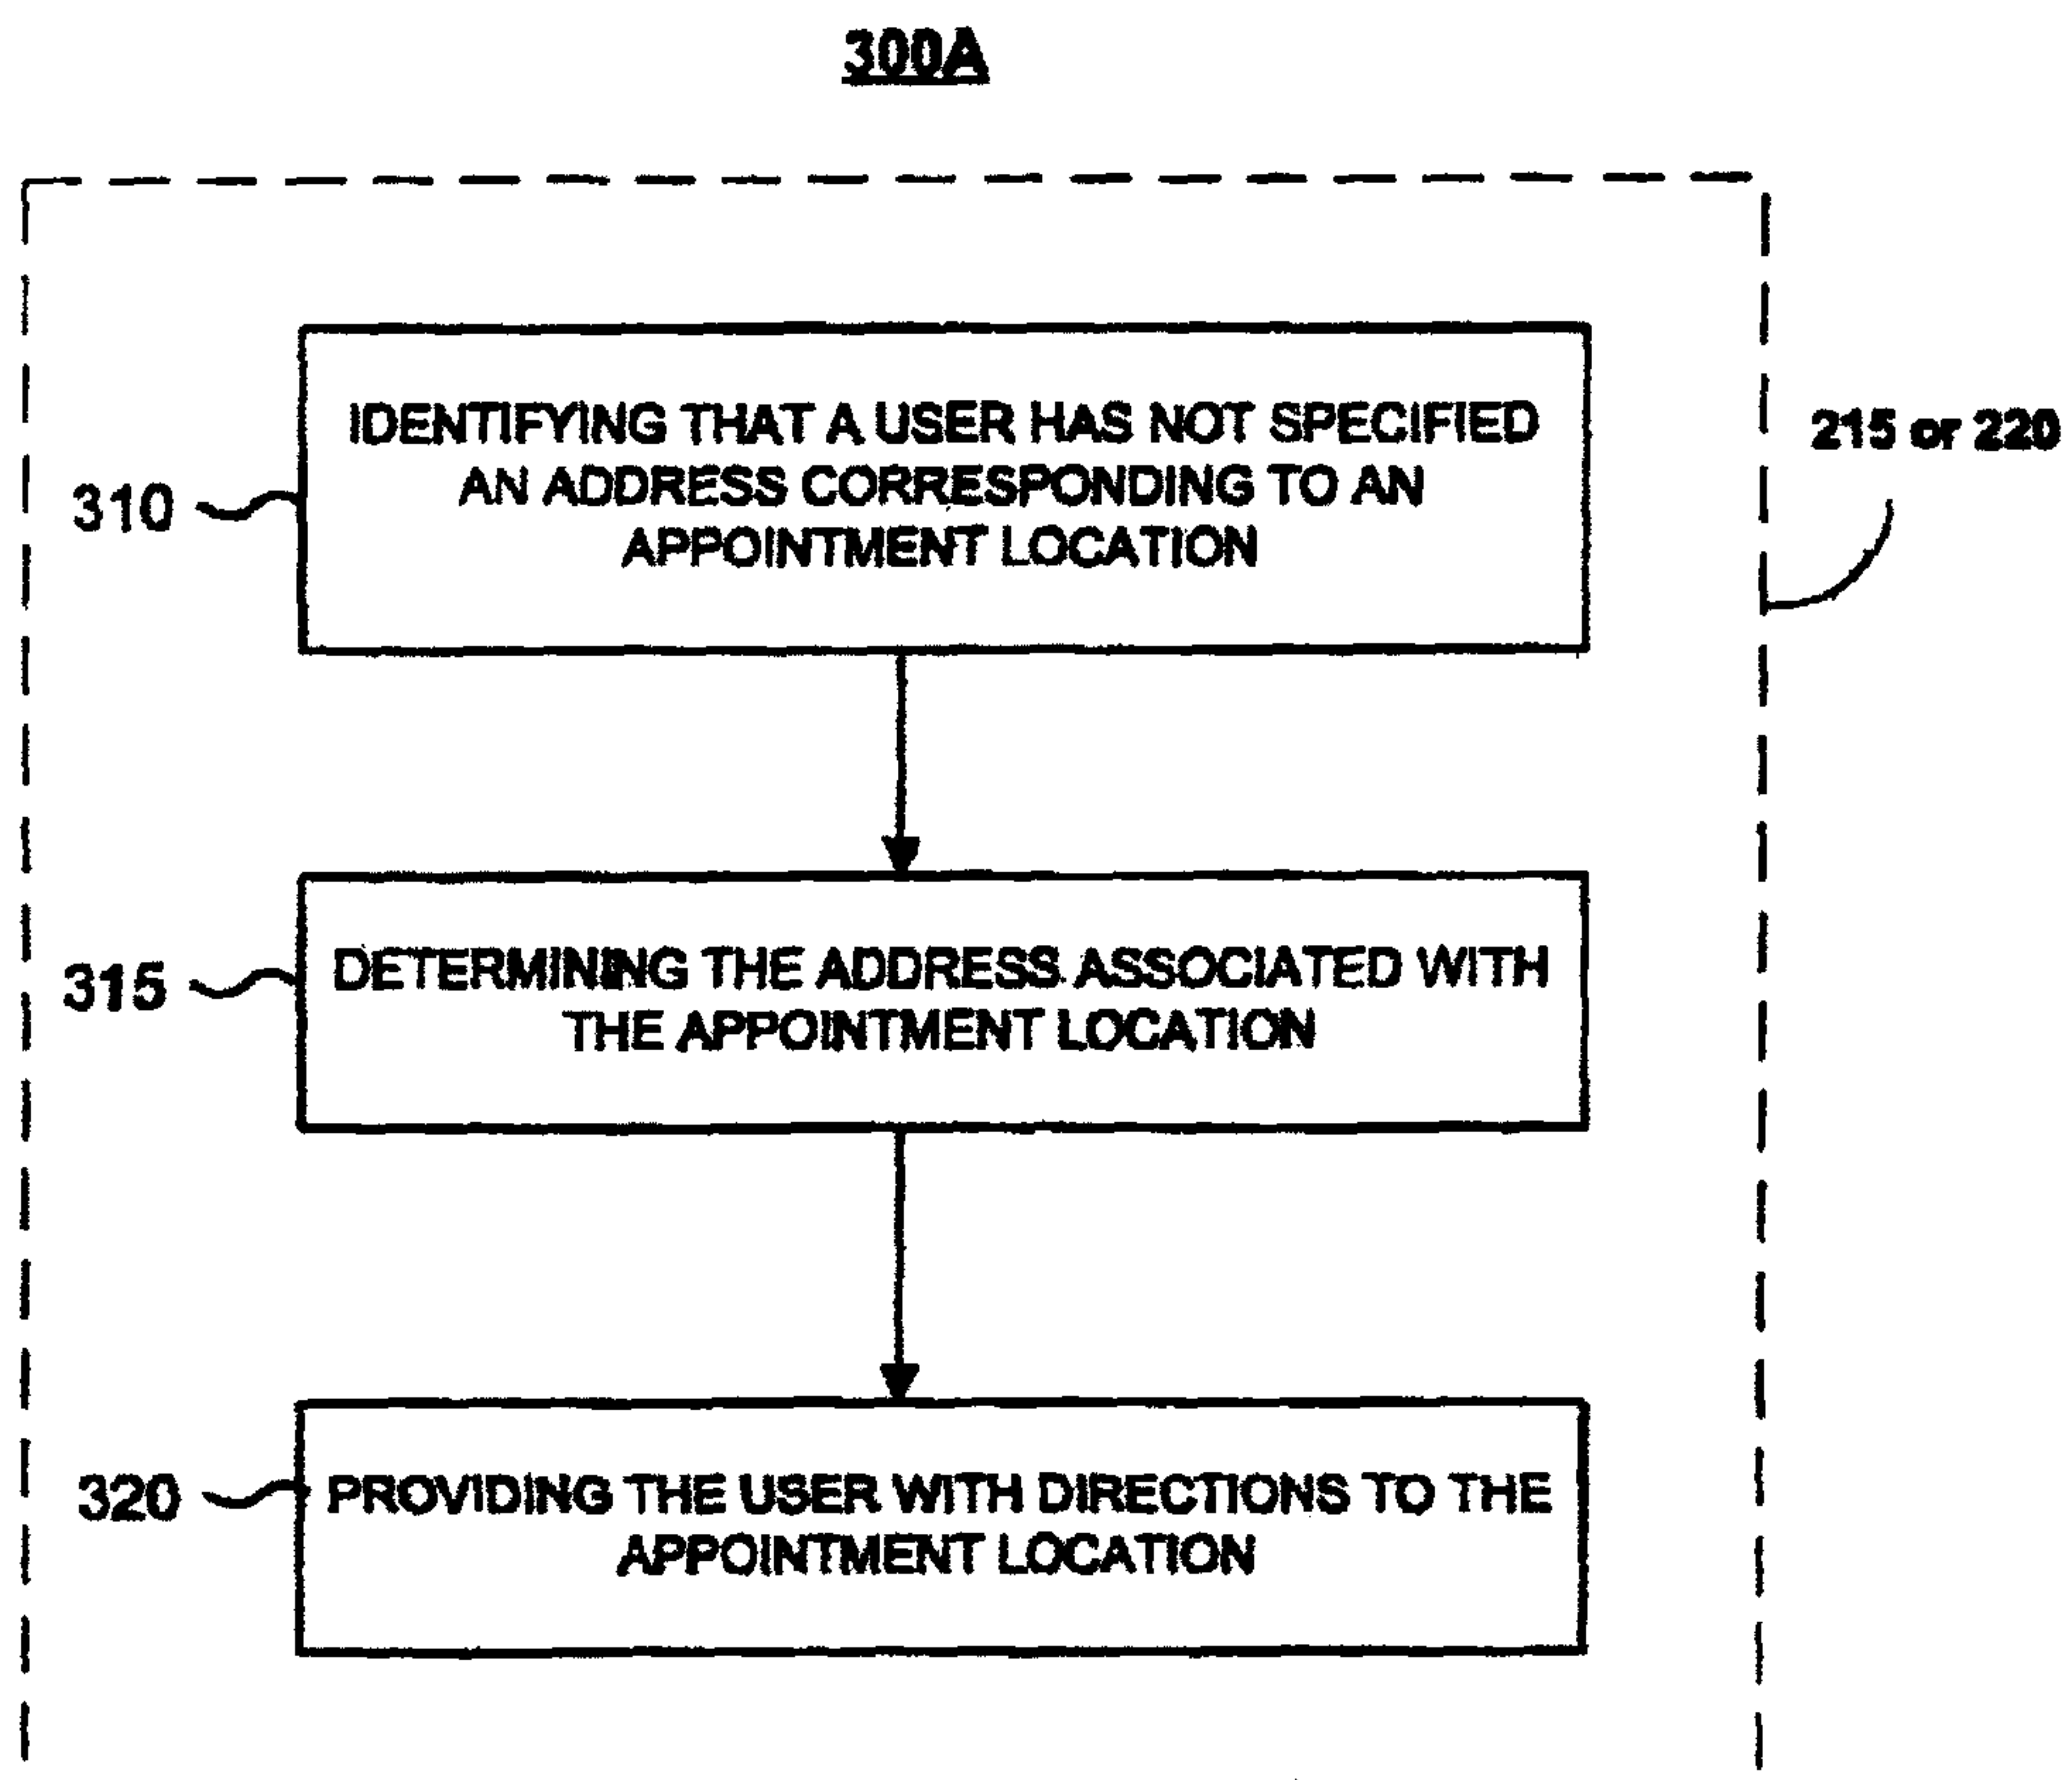 300A
IDENTIFYING THAT A USER HAS NOT SPECIFIED
AN ADDRESS CORRESPONDING TO AN
APPOINTMENT LOCATION
310
215 or 220
DETERMINING THE ADDRESS ASSOCIATED WITH
THE APPOINTMENT LOCATION
315
PROVIDING THE USER WITH DIRECTIONS TO THE
APPOINTMENT LOCATION
320